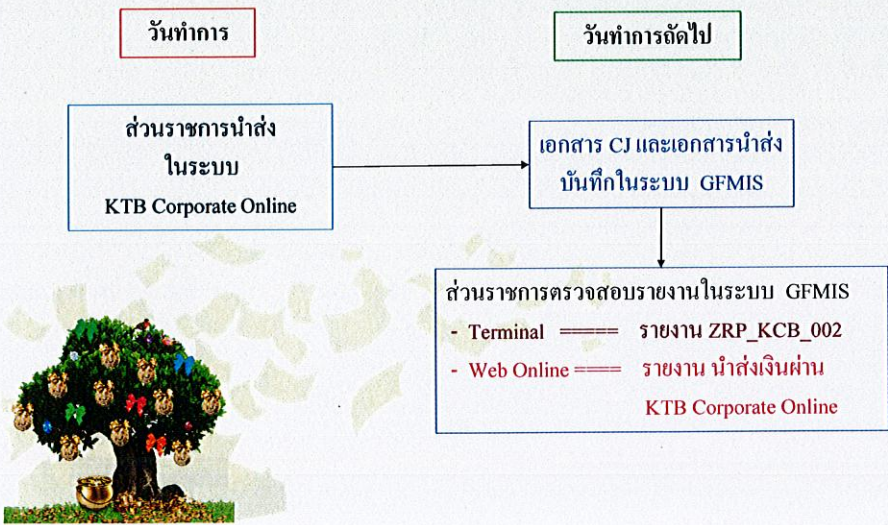 วันทำการ
วันทำการถัดไป
ส่วนราชการนำส่ง
ในระบบ
KTB Corporate Online
เอกสาร CJ และเอกสารนำส่ง
บันทึกในระบบ GFMIS
ส่วนราชการตรวจสอบรายงานในระบบ GFMIS
- Terminal ===== รายงาน ZRP_KCB_002
- Web Online ==== รายงาน นำส่งเงินผ่าน
KTB Corporate Online